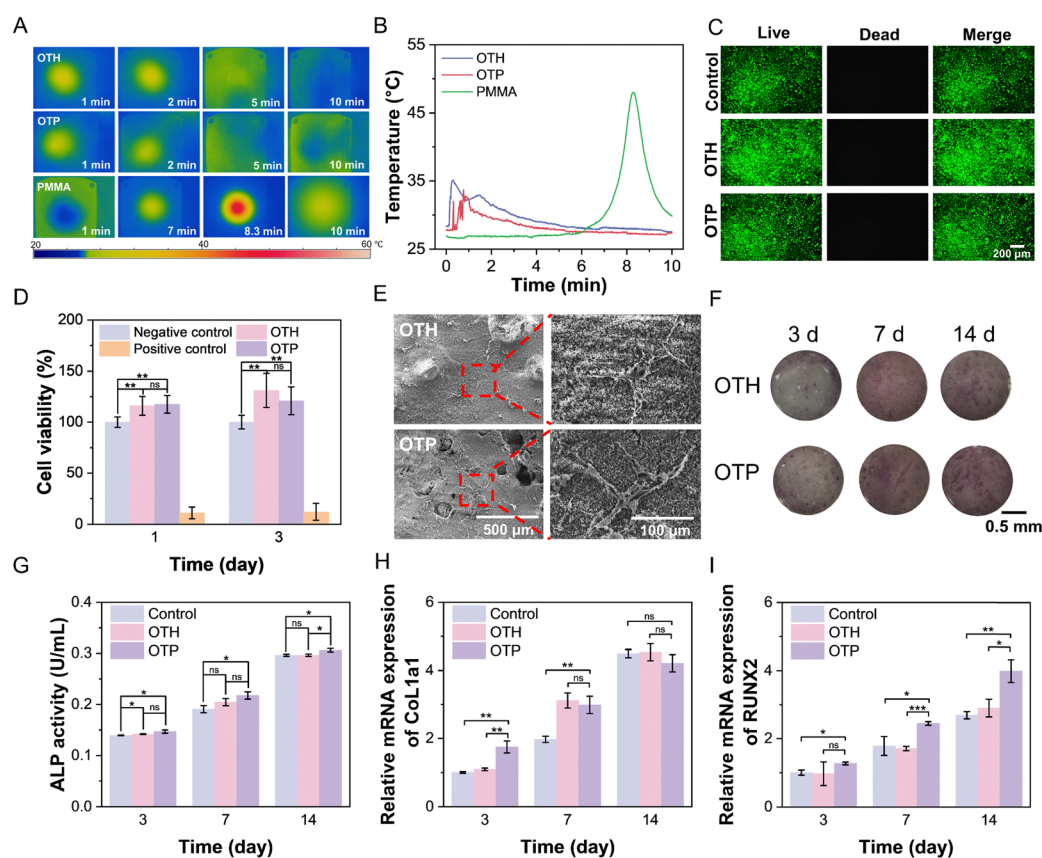 A
OTH
1 min
2 min
5 min
10 min
OTP
1 min
2 min
5 min
10 min
PMMA
1 min
7 min
8.3 min
10 min
20
40
60 ℃
B
OTH
OTP
PMMA
Temperature (°C)
55
45
35
25
0
2
4
6
8
10
Time (min)
C
Live
Dead
Merge
Control
OTH
OTP
200 μm
D
Negative control
Positive control
OTH
OTP
Cell viability (%)
200
150
100
50
0
**
**
ns
**
**
ns
1
3
Time (day)
E
OTH
OTP
500 μm
100 μm
F
3 d
7 d
14 d
OTH
OTP
0.5 mm
G
Control
OTH
OTP
ALP activity (U/mL)
0.4
0.3
0.2
0.1
0.0
*
*
ns
*
ns
ns
*
ns
*
3
7
14
Time (day)
H
Control
OTH
OTP
Relative mRNA expression
of CoL1a1
6
4
2
0
**
**
**
ns
ns
ns
3
7
14
Time (day)
I
Control
OTH
OTP
Relative mRNA expression
of RUNX2
6
4
2
0
*
ns
*
***
**
*
3
7
14
Time (day)